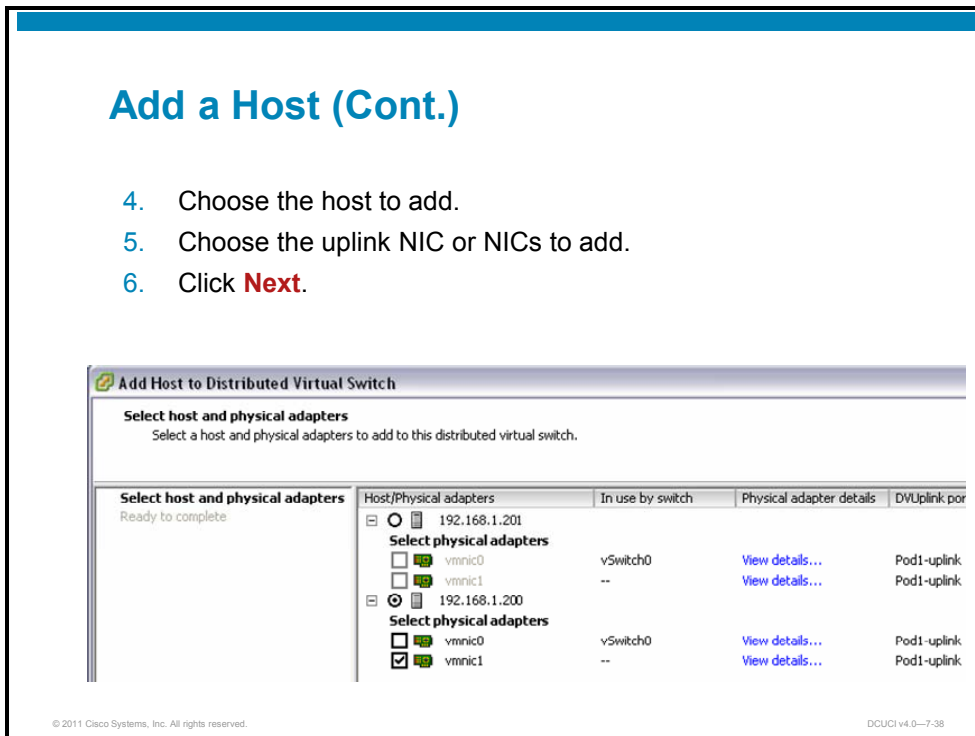 Add a Host (Cont.)
4. Choose the host to add.
5. Choose the uplink NIC or NICs to add.
6. Click Next.
Add Host to Distributed Virtual Switch
Select host and physical adapters
Select a host and physical adapters to add to this distributed virtual switch.
Select host and physical adapters
Ready to complete
Host/Physical adapters In use by switch Physical adapter details DVUplink por
192.168.1.201
Select physical adapters
vmnic0 vSwitch0 View details... Pod1-uplink
vmnic1 -- View details... Pod1-uplink
192.168.1.200
Select physical adapters
vmnic0 vSwitch0 View details... Pod1-uplink
vmnic1 -- View details... Pod1-uplink
© 2011 Cisco Systems, Inc. All rights reserved. DCUCI v4.0—7-38